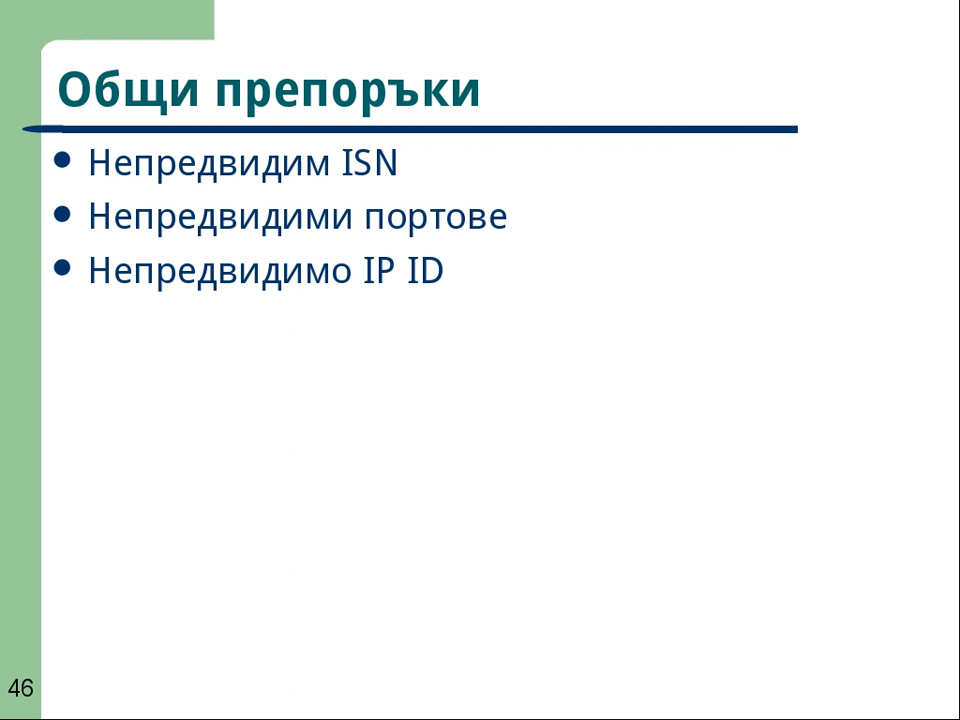 Общи препоръки
Непредвидим ISN
Непредвидими портове
Непредвидимо IP ID
46